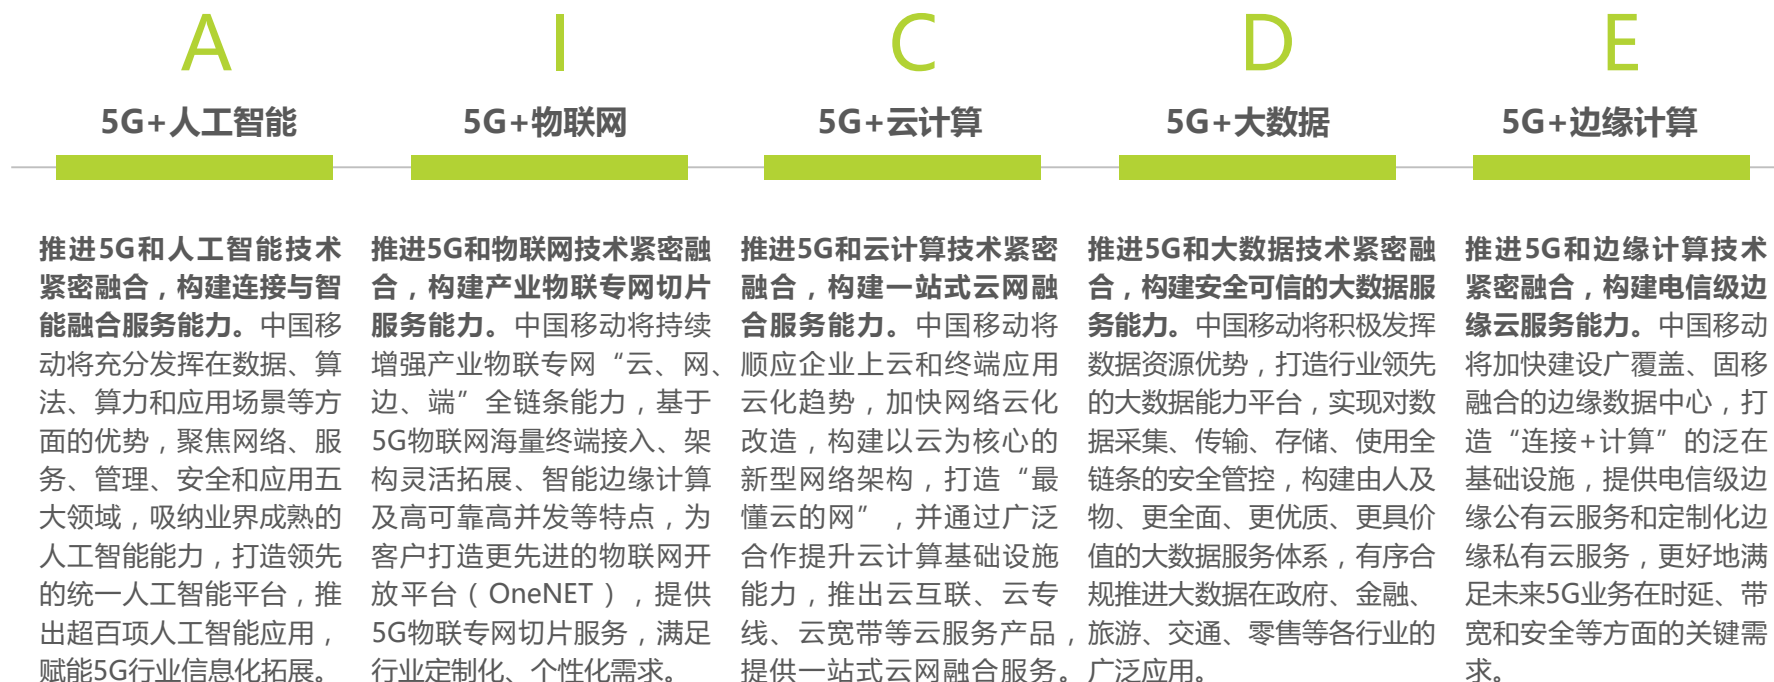 A
5G+人工智能
推进5G和人工智能技术
紧密融合，构建连接与智
能融合服务能力。中国移
动将充分发挥在数据、算
法、算力和应用场景等方
面的优势，聚焦网络、服
务、管理、安全和应用五
大领域，吸纳业界成熟的
人工智能能力，打造领先
的统一人工智能平台，推
出超百项人工智能应用，
赋能5G行业信息化拓展。
I
5G+物联网
推进5G和物联网技术紧密融
合，构建产业物联专网切片
服务能力。中国移动将持续
增强产业物联专网“云、网、
边、端”全链条能力，基于
5G物联网海量终端接入、架
构灵活拓展、智能边缘计算
及高可靠高并发等特点，为
客户打造更先进的物联网开
放平台（OneNET），提供
5G物联专网切片服务，满足
行业定制化、个性化需求。
C
5G+云计算
推进5G和云计算技术紧密
融合，构建一站式云网融
合服务能力。中国移动将
顺应企业上云和终端应用
云化趋势，加快网络云化
改造，构建以云为核心的
新型网络架构，打造“最
懂云的网”，并通过广泛
合作提升云计算基础设施
能力，推出云互联、云专
线、云宽带等云服务产品，
提供一站式云网融合服务。
D
5G+大数据
推进5G和大数据技术紧密融
合，构建安全可信的大数据服
务能力。中国移动将积极发挥
数据资源优势，打造行业领先
的大数据能力平台，实现对数
据采集、传输、存储、使用全
链条的安全管控，构建由人及
物、更全面、更优质、更具价
值的大数据服务体系，有序合
规推进大数据在政府、金融、
旅游、交通、零售等各行业的
广泛应用。
E
5G+边缘计算
推进5G和边缘计算技术
紧密融合，构建电信级边
缘云服务能力。中国移动
将加快建设广覆盖、固移
融合的边缘数据中心，打
造“连接+计算”的泛在
基础设施，提供电信级边
缘公有云服务和定制化边
缘私有云服务，更好地满
足未来5G业务在时延、带
宽和安全等方面的关键需
求。